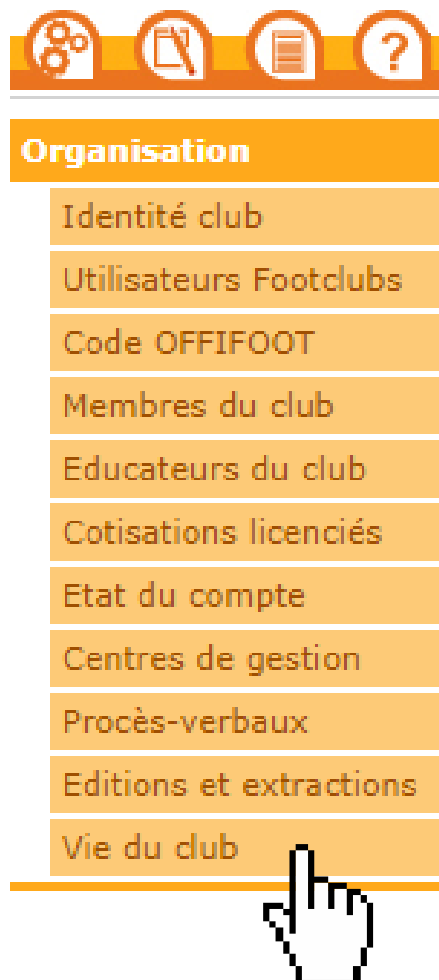 ?
Organisation
Identité club
Utilisateurs Footclubs
Code OFFIFOOT
Membres du club
Educateurs du club
Cotisations licenciés
Etat du compte
Centres de gestion
Procès-verbaux
Editions et extractions
Vie du club